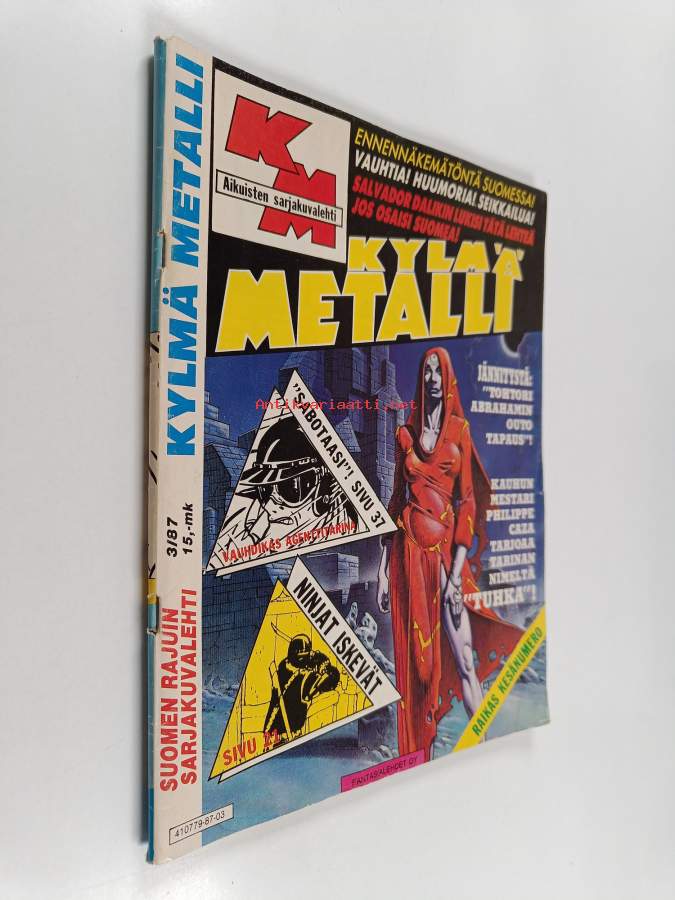 KYLMÄ METALLI
3/87
15,-mk
SUOMEN RAJUIN
SARJAKUVALEHTI
410779-87-03
KMM
Aikuisten sarjakuvalehti
ENNENNÄKEMÄTÖNTÄ SUOMESSA!
VAUHTIA! HUUMORIA! SEIKKAILUA!
SALVADOR DALIKIN LUKISI TÄTÄ LEHTEÄ
JOS OSAISI SUOMEA!
KYLMÄ
METALLI
JÄNNITYSTÄ:
"TOHTORI
ABRAHAMIN
OUTO
TAPAUS"!
Antikvariaatti.net
"SABOTAASI"! SIVU 37
VAUHDIKAS AGENTTITARINA
KAUHUN
MESTARI
PHILIPPE
CAZA
TARJOAA
TARINAN
NIMELTÄ
"TUHKA"!
NINJAT ISKEVÄT
SIVU 21
RAIKAS KESÄNUMERO
FANTASIALEHDET OY